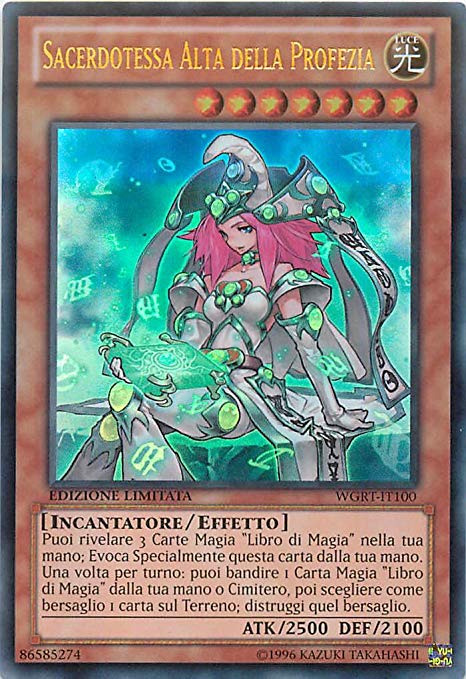 Sacerdotessa Alta della Profezia
LUCE
光
EDIZIONE LIMITATA
WGRT-IT100
[Incantatore/Effetto]
Puoi rivelare 3 Carte Magia "Libro di Magia" nella tua
mano; Evoca Specialmente questa carta dalla tua mano.
Una volta per turno: puoi bandire 1 Carta Magia "Libro
di Magia" dalla tua mano o Cimitero, poi scegliere come
bersaglio 1 carta sul Terreno; distruggi quel bersaglio.
ATK/2500 DEF/2100
86585274
©1996 KAZUKI TAKAHASHI